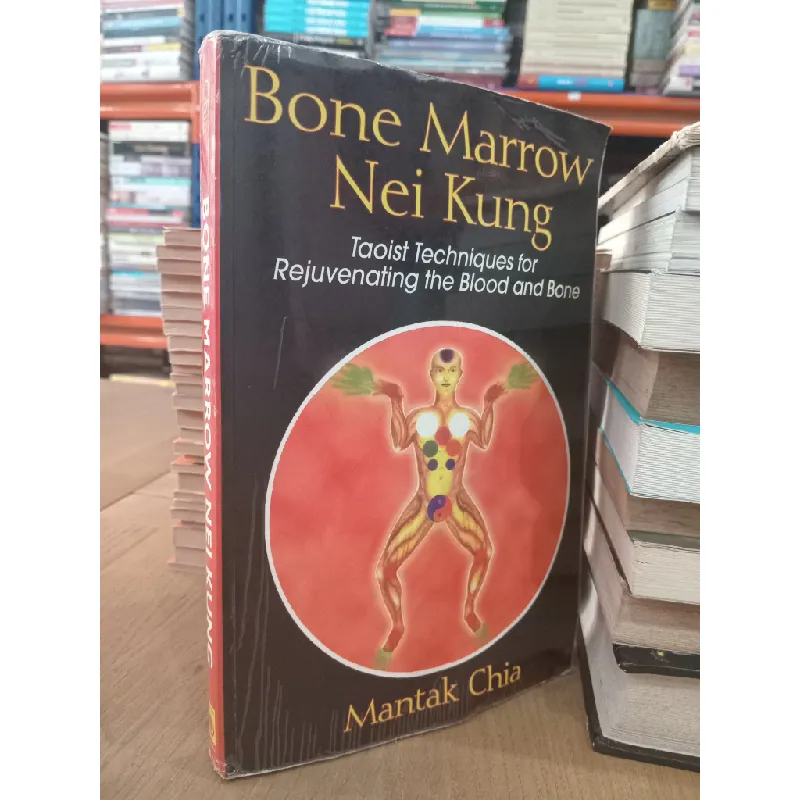 Bone Marrow
Nei Kung
Taoist Techniques for
Rejuvenating the Blood and Bone
Mantak Chia
BONE MARROW NEI KUNG